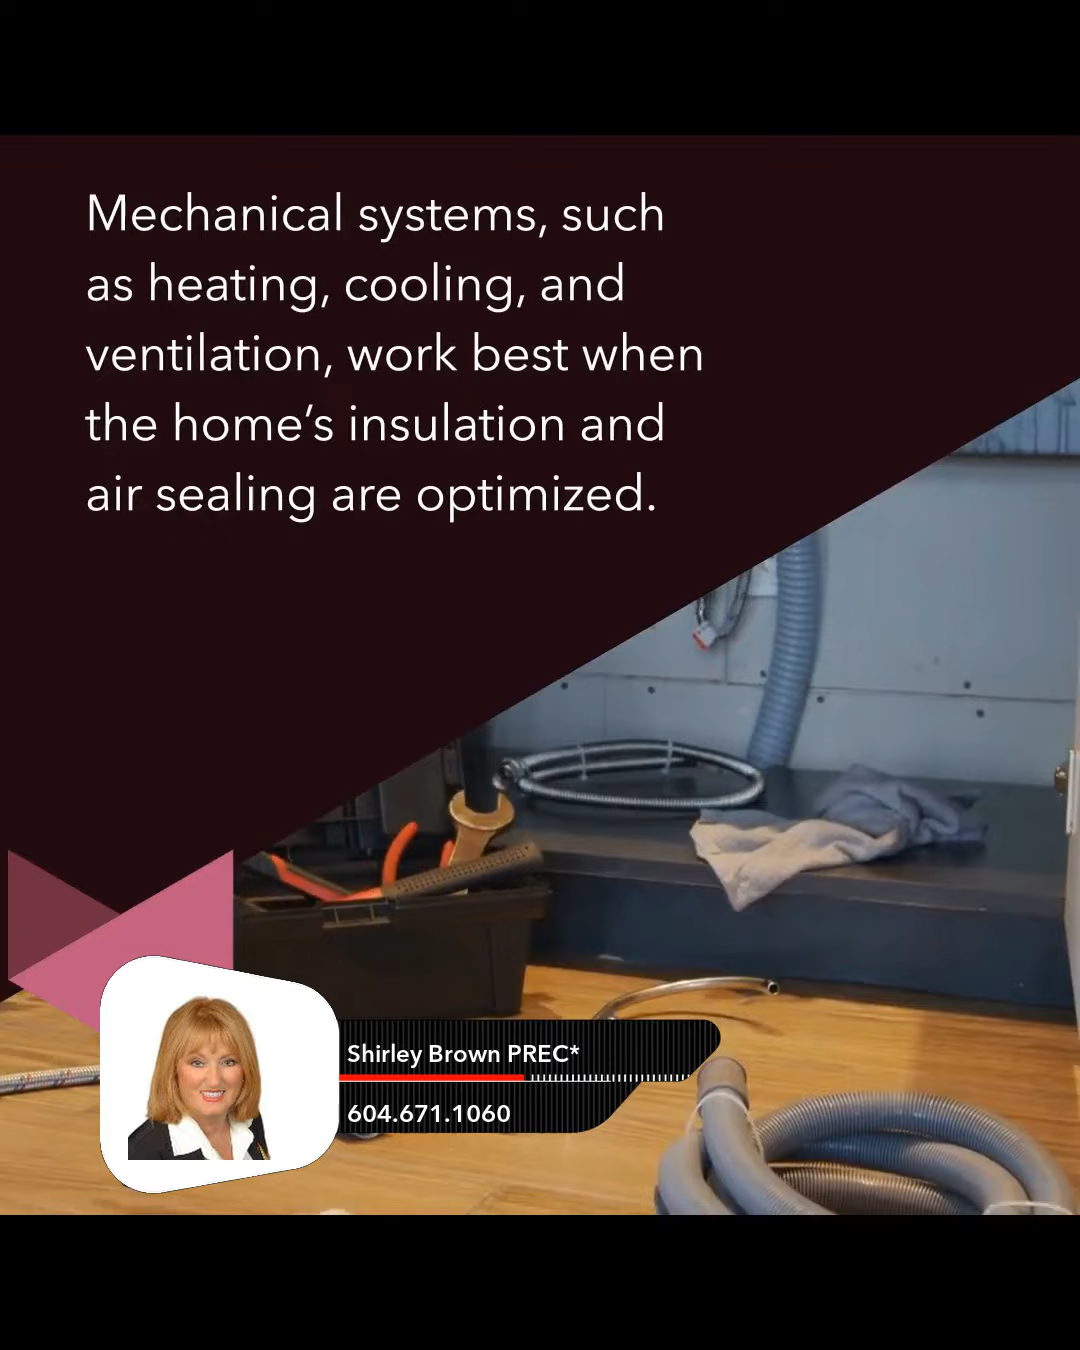 Mechanical systems, such
as heating, cooling, and
ventilation, work best when
the home’s insulation and
air sealing are optimized.
Shirley Brown PREC*
604.671.1060